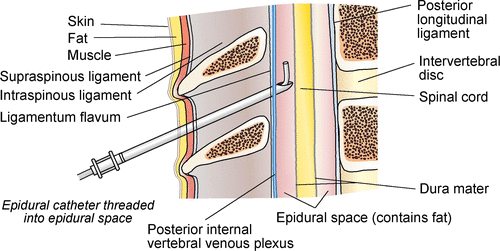 Skin
Fat
Muscle
Supraspinous ligament
Intraspinous ligament
Ligamentum flavum
Epidural catheter threaded
into epidural space
Posterior internal
vertebral venous plexus
Epidural space (contains fat)
Dura mater
Spinal cord
Intervertebral
disc
Posterior
longitudinal
ligament